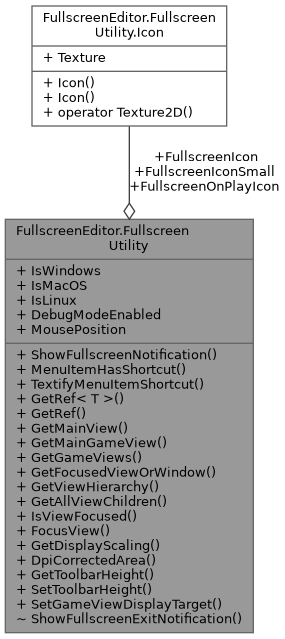 FullscreenEditor.Fullscreen
Utility.Icon
+ Texture
+ Icon()
+ Icon()
+ operator Texture2D()
+FullscreenIcon
+FullscreenIconSmall
+FullscreenOnPlayIcon
FullscreenEditor.Fullscreen
Utility
+ IsWindows
+ IsMacOS
+ IsLinux
+ DebugModeEnabled
+ MousePosition
+ ShowFullscreenNotification()
+ MenuItemHasShortcut()
+ TextifyMenuItemShortcut()
+ GetRef< T >()
+ GetRef()
+ GetMainView()
+ GetMainGameView()
+ GetGameViews()
+ GetFocusedViewOrWindow()
+ GetViewHierarchy()
+ GetAllViewChildren()
+ IsViewFocused()
+ FocusView()
+ GetDisplayScaling()
+ DpiCorrectedArea()
+ GetToolbarHeight()
+ SetToolbarHeight()
+ SetGameViewDisplayTarget()
~ ShowFullscreenExitNotification()